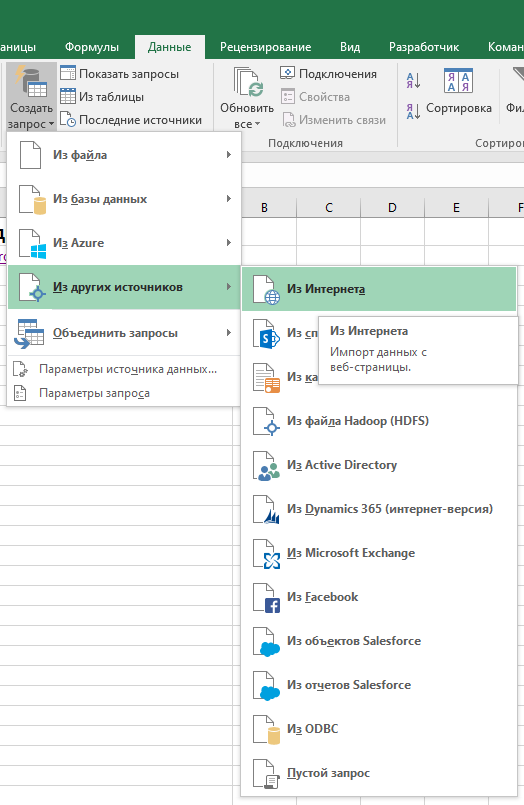 аницы Формулы Данные Рецензирование Вид Разработчик Коман
Создать запрос
Показать запросы
Из таблицы
Последние источники
Обновить все
Подключения
Свойства
Изменить связи
Подключения
Сортировка
Фил
Сортиро
B C D E F
Из файла
Из базы данных
Из Azure
Из других источников
Объединить запросы
Параметры источника данных...
Параметры запроса
Из Интернета
Из сп
Из ка
Из Интернета
Импорт данных с
веб-страницы.
Из файла Hadoop (HDFS)
Из Active Directory
Из Dynamics 365 (интернет-версия)
Из Microsoft Exchange
Из Facebook
Из объектов Salesforce
Из отчетов Salesforce
Из ODBC
Пустой запрос